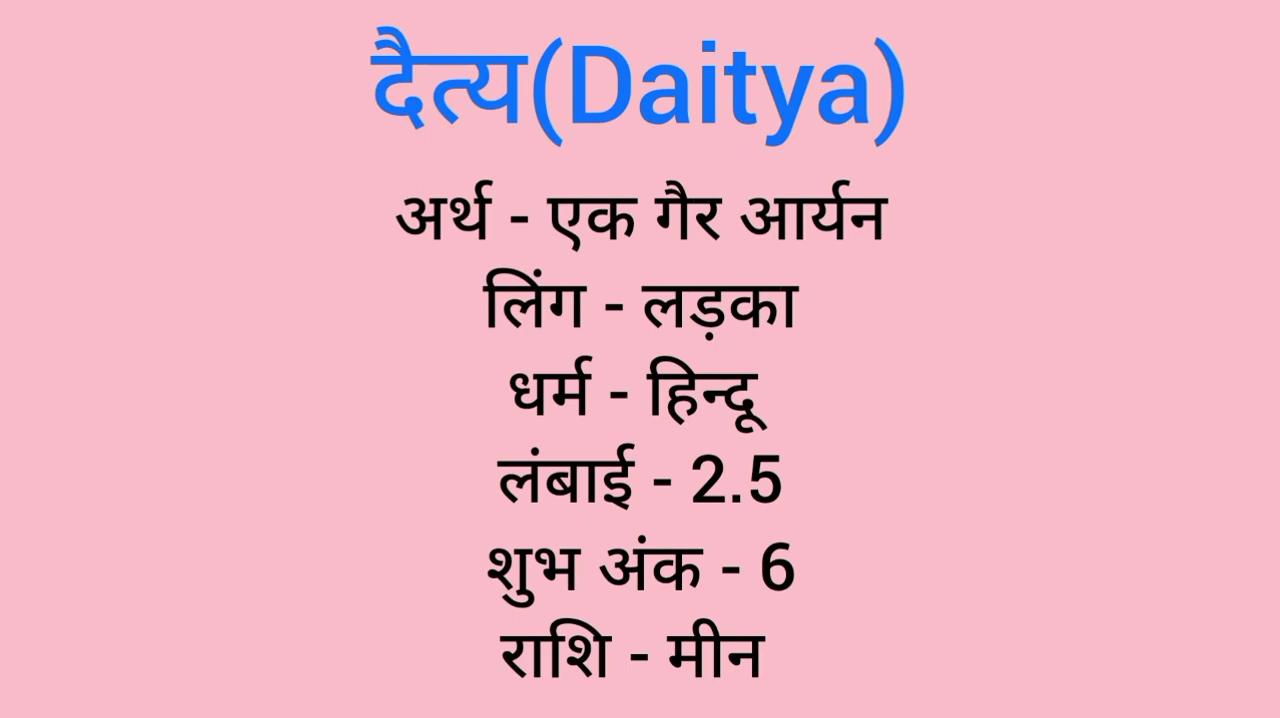 दैत्य(Daitya)
अर्थ - एक गैर आर्यन
लिंग - लड़का
धर्म - हिन्दू
लंबाई - 2.5
शुभ अंक - 6
राशि - मीन